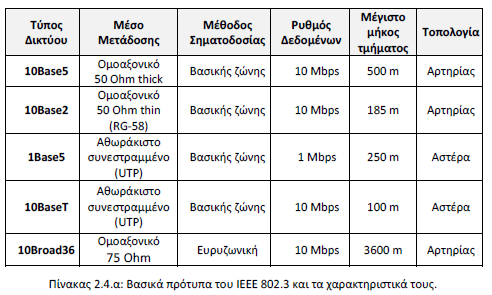 Τύπος Δικτύου | Μέσο Μετάδοσης | Μέθοδος Σηματοδοσίας | Ρυθμός Δεδομένων | Μέγιστο μήκος τμήματος | Τοπολογία
10Base5 | Ομοαξονικό 50 Ohm thick | Βασικής ζώνης | 10 Mbps | 500 m | Αρτηρίας
10Base2 | Ομοαξονικό 50 Ohm thin (RG-58) | Βασικής ζώνης | 10 Mbps | 185 m | Αρτηρίας
1Base5 | Αθωράκιστο συνεστραμμένο (UTP) | Βασικής ζώνης | 1 Mbps | 250 m | Αστέρα
10BaseT | Αθωράκιστο συνεστραμμένο (UTP) | Βασικής ζώνης | 10 Mbps | 100 m | Αστέρα
10Broad36 | Ομοαξονικό 75 Ohm | Ευρυζωνική | 10 Mbps | 3600 m | Αρτηρίας
Πίνακας 2.4.α: Βασικά πρότυπα του IEEE 802.3 και τα χαρακτηριστικά τους.